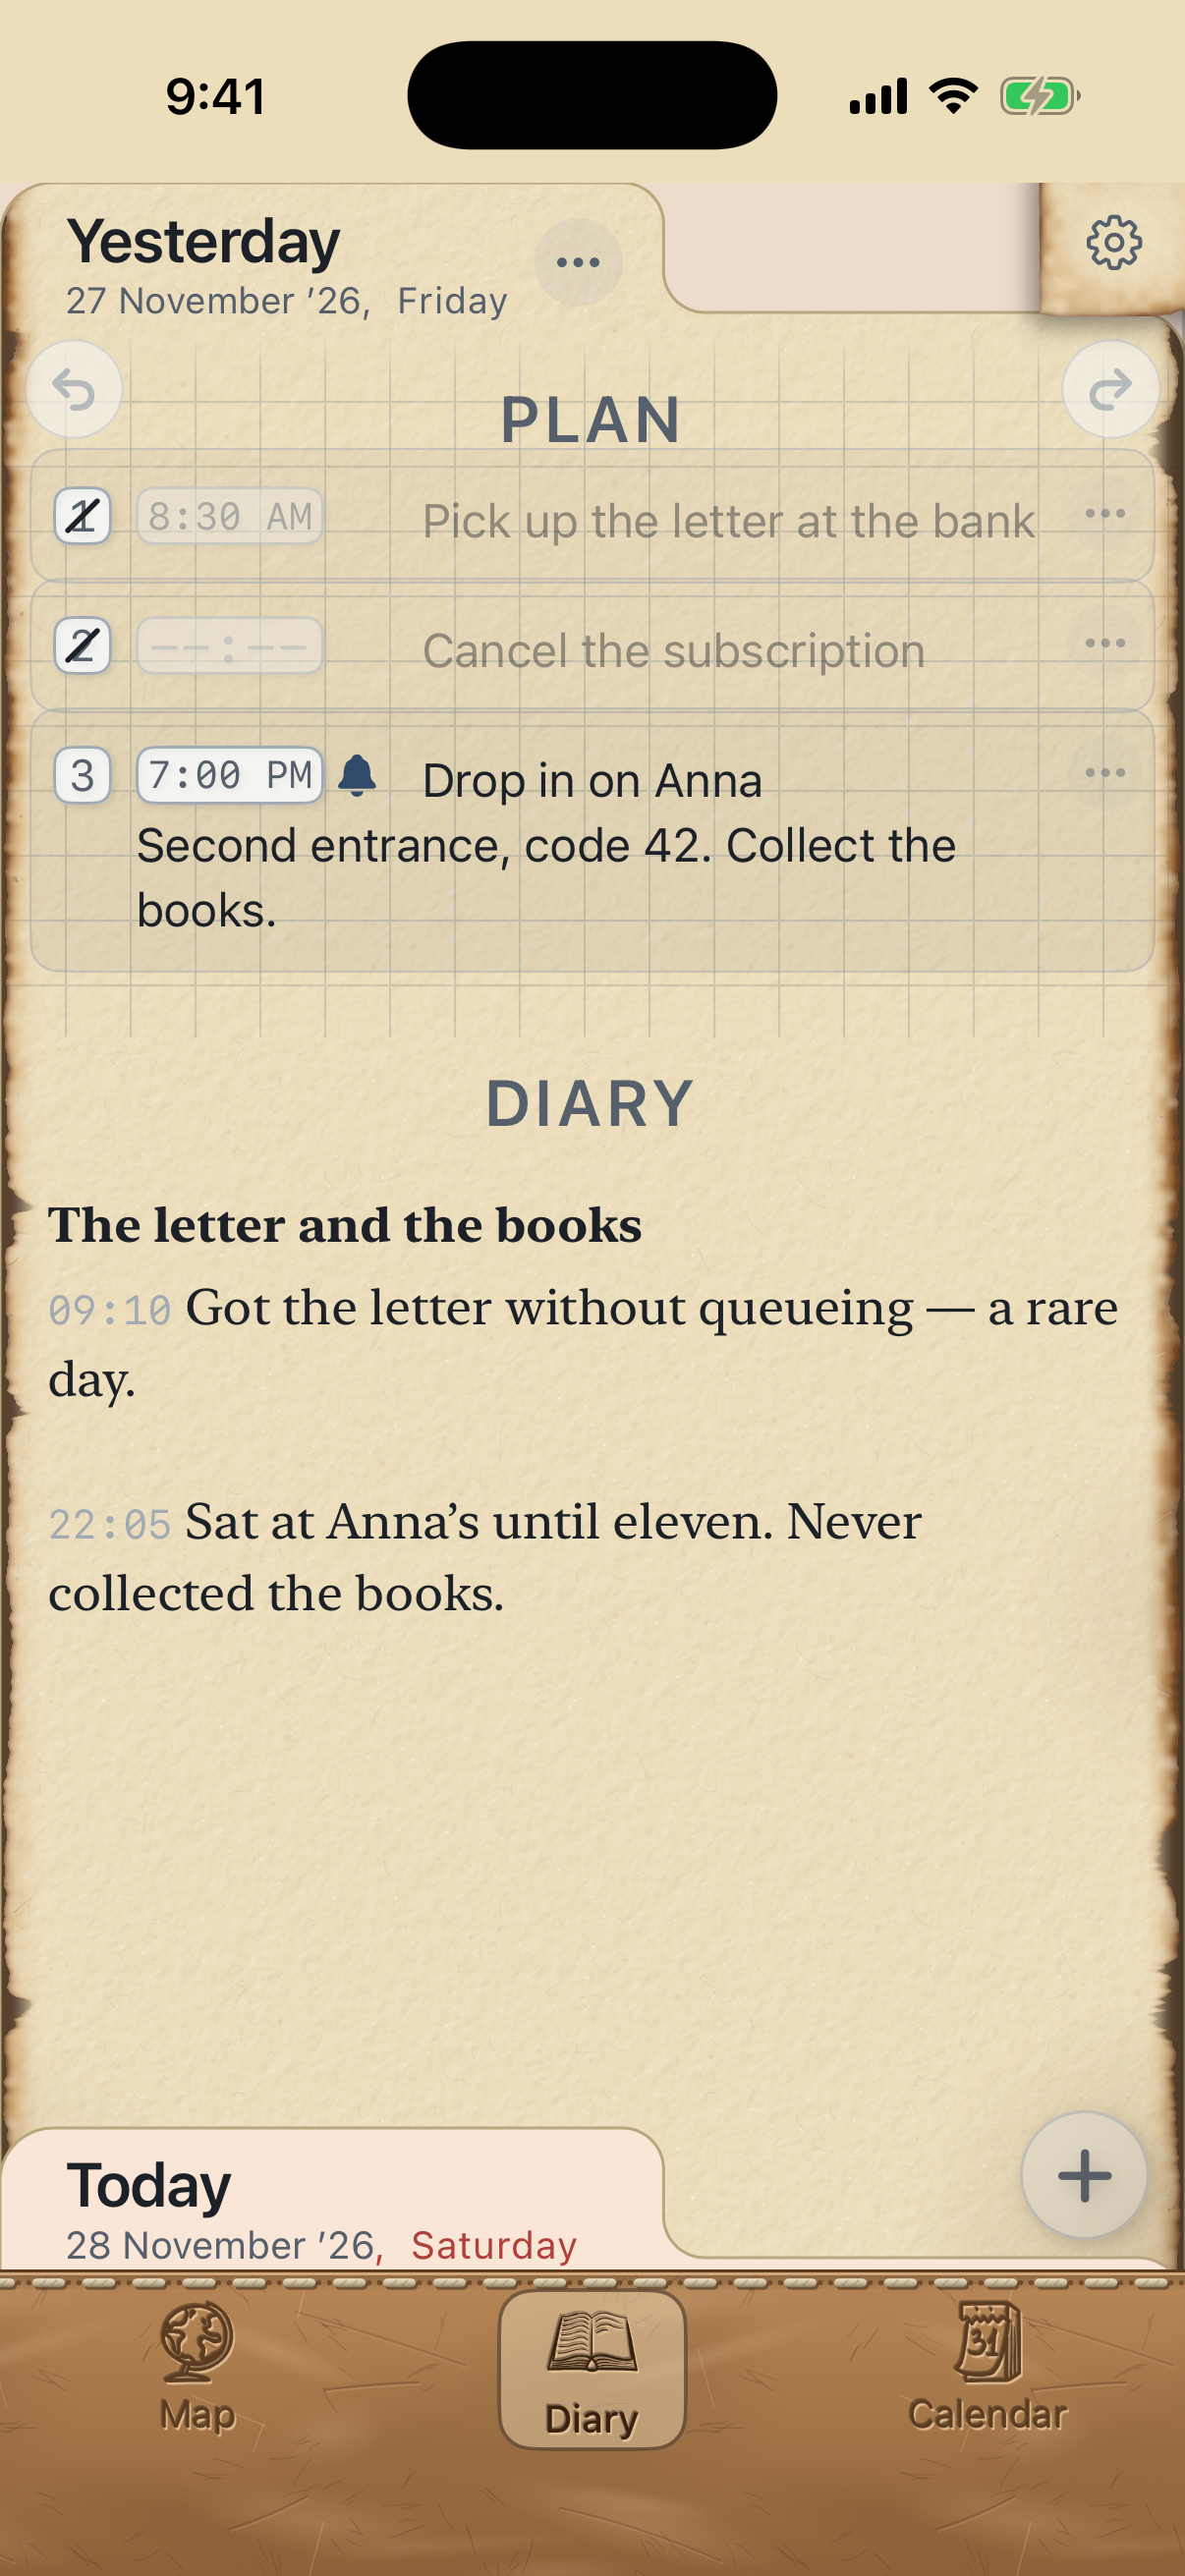 9:41
Yesterday
27 November ’26, Friday
PLAN
1 8:30 AM Pick up the letter at the bank
2 --:-- Cancel the subscription
3 7:00 PM Drop in on Anna
Second entrance, code 42. Collect the
books.
DIARY
The letter and the books
09:10 Got the letter without queueing — a rare
day.
22:05 Sat at Anna’s until eleven. Never
collected the books.
Today
28 November ’26, Saturday
31
Map Diary Calendar